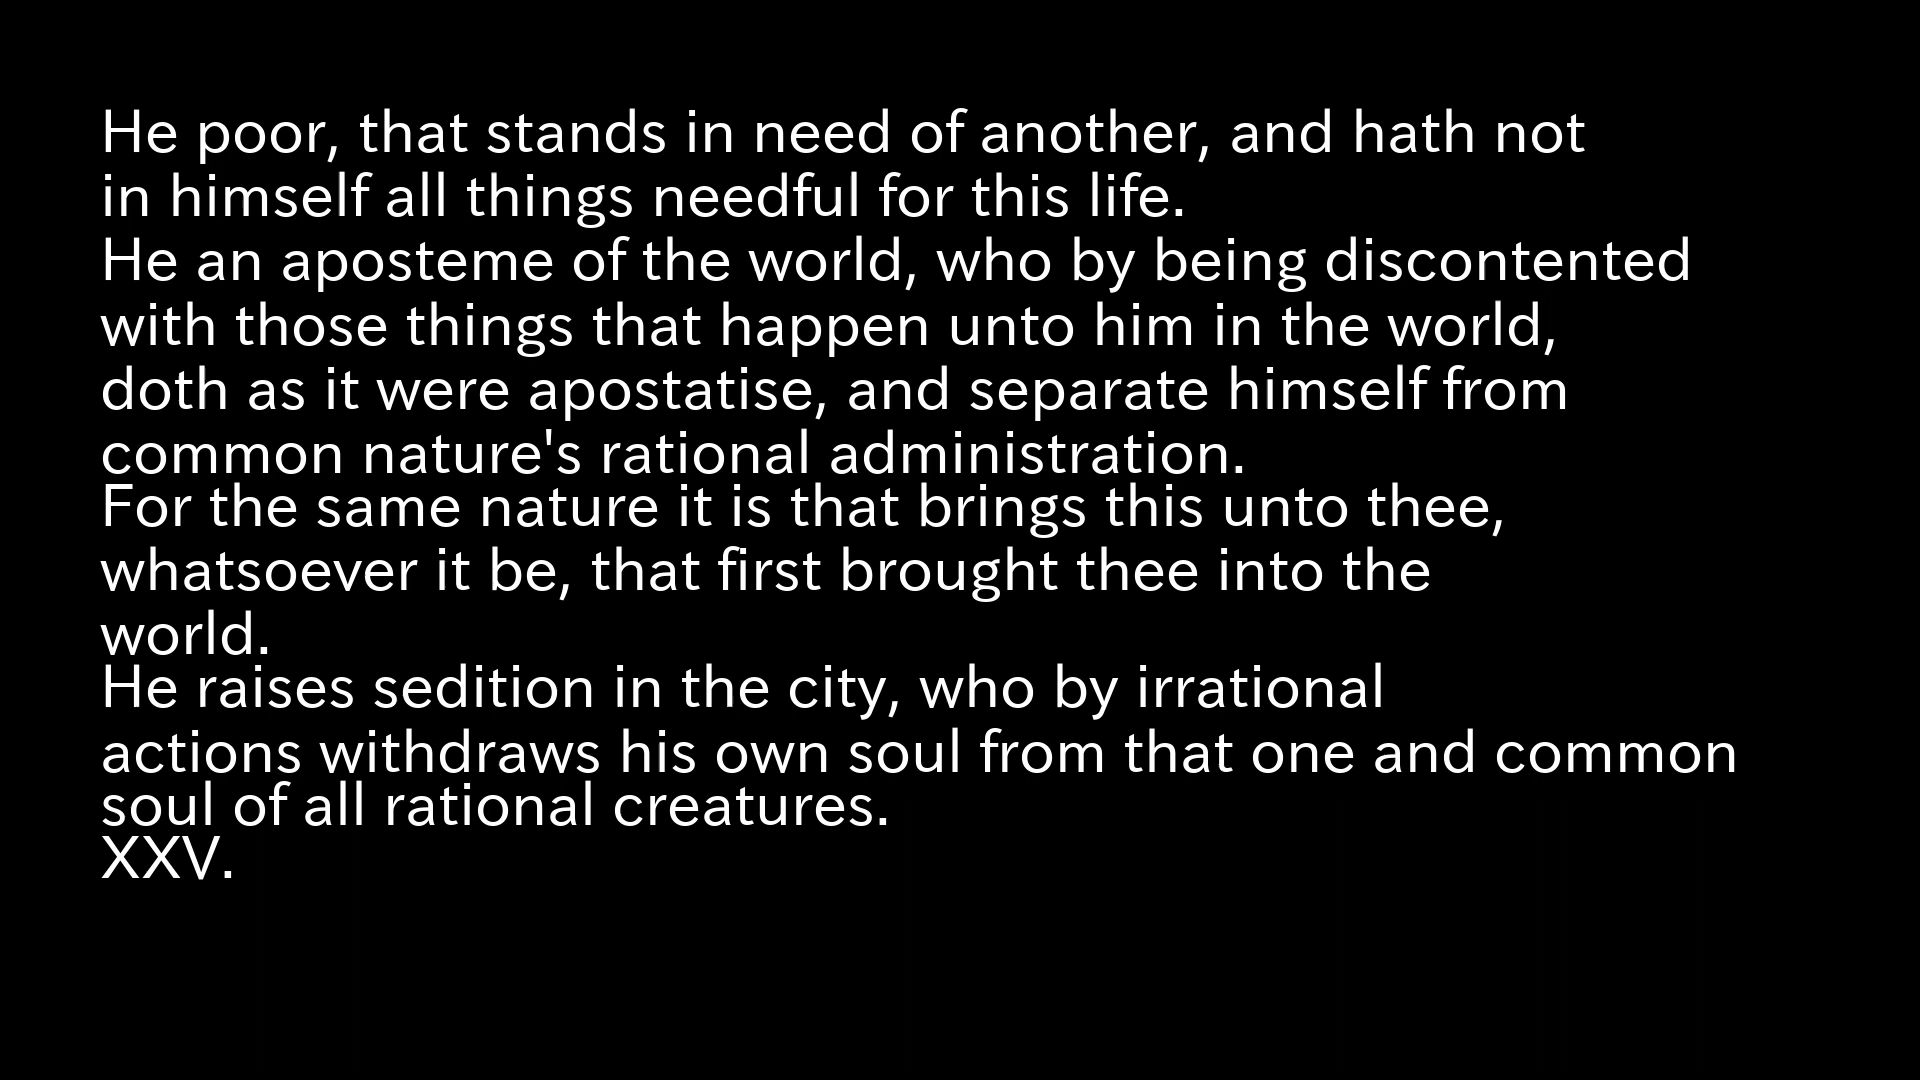 He poor, that stands in need of another, and hath not
in himself all things needful for this life.
He an aposteme of the world, who by being discontented
with those things that happen unto him in the world,
doth as it were apostatise, and separate himself from
common nature's rational administration.
For the same nature it is that brings this unto thee,
whatsoever it be, that first brought thee into the
world.
He raises sedition in the city, who by irrational
actions withdraws his own soul from that one and common
soul of all rational creatures.
XXV.